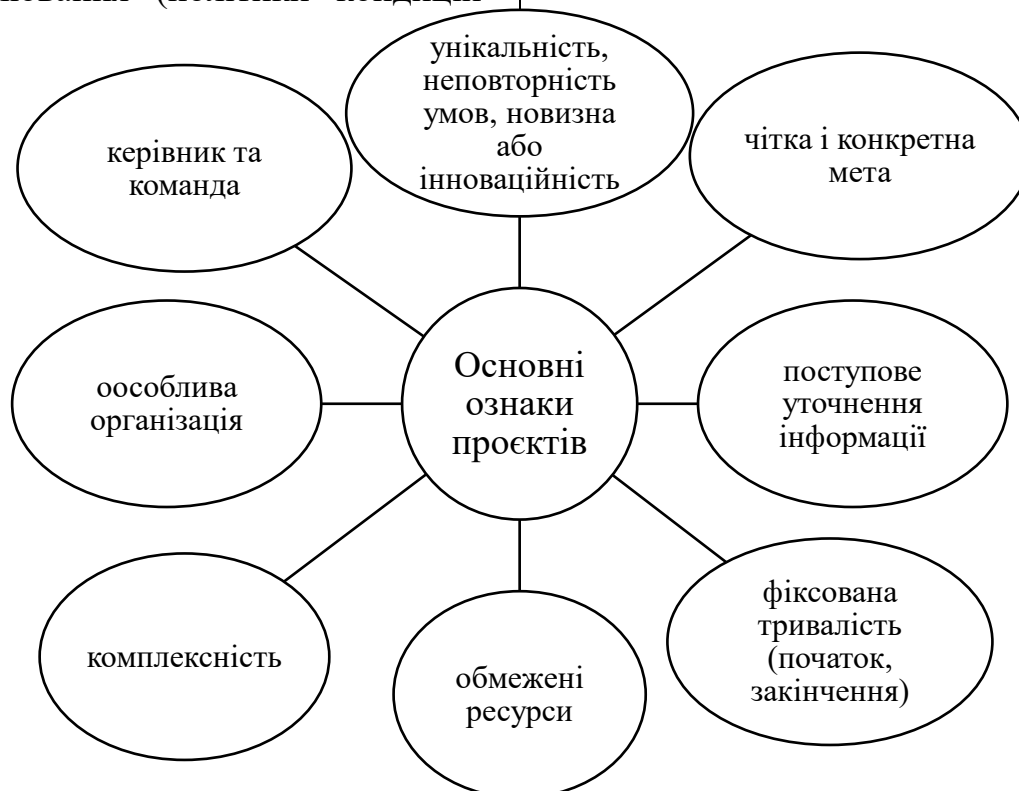 унікальність,
неповторність
умов, новизна
або
інноваційність
керівник та
команда
чітка і конкретна
мета
оособлива
організація
Основні
ознаки
проєктів
поступове
уточнення
інформації
комплексність
обмежені
ресурси
фіксована
тривалість
(початок,
закінчення)